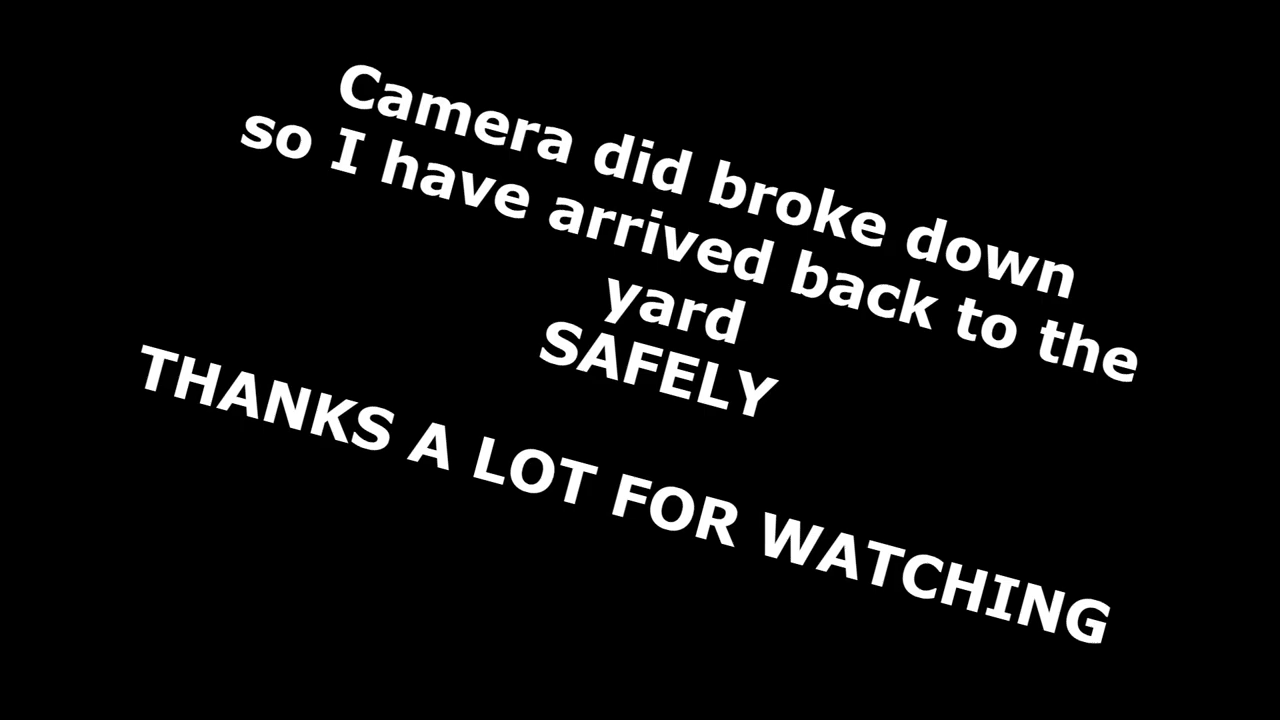 Camera did broke down
so I have arrived back to the
yard
SAFELY
THANKS A LOT FOR WATCHING